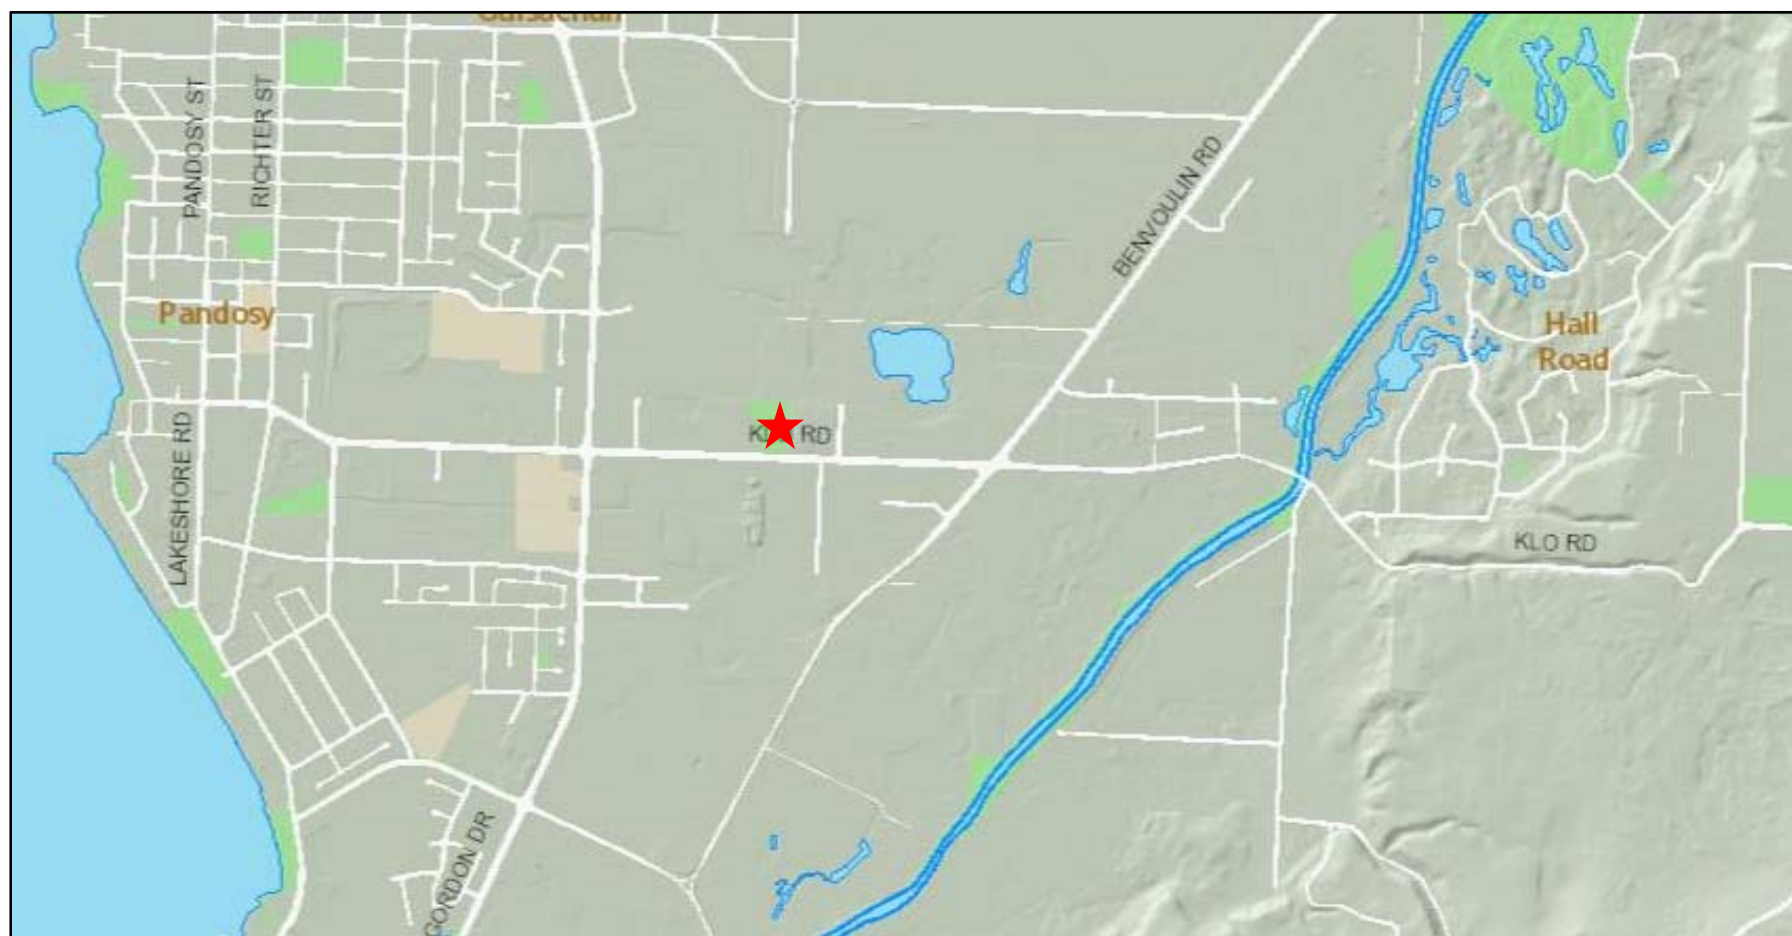 PANDOSY ST
RICHTER ST
BENVOULIN RD
Pandosy
Hall
Road
RD
LAKESHORE RD
KLO RD
GORDON DR